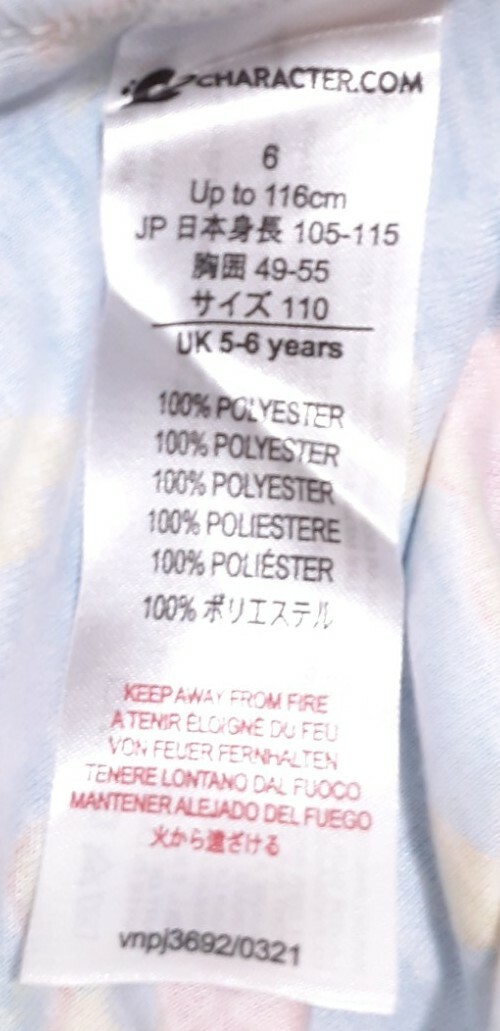 CHARACTER.COM
6
Up to 116cm
JP 日本身長 105-115
胸囲 49-55
サイズ 110
UK 5-6 years
100% POLYESTER
100% POLYESTER
100% POLYESTER
100% POLIESTERE
100% POLIÉSTER
100% ポリエステル
KEEP AWAY FROM FIRE
A TENIR ÉLOIGNÉ DU FEU
VON FEUER FERNHALTEN
TENERE LONTANO DAL FUOCO
MANTENER ALEJADO DEL FUEGO
火から遠ざける
vnpj3692/0321